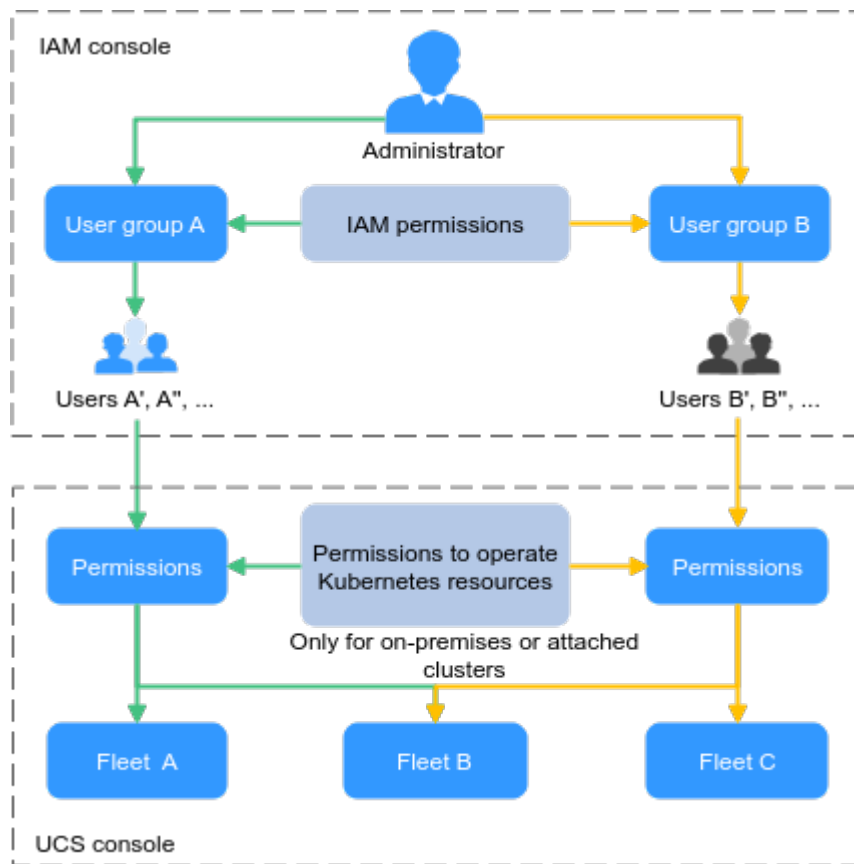 IAM console
Administrator
User group A
IAM permissions
User group B
Users A', A", ...
Users B', B", ...
Permissions
Permissions to operate
Kubernetes resources
Permissions
Only for on-premises or attached
clusters
Fleet A
Fleet B
Fleet C
UCS console